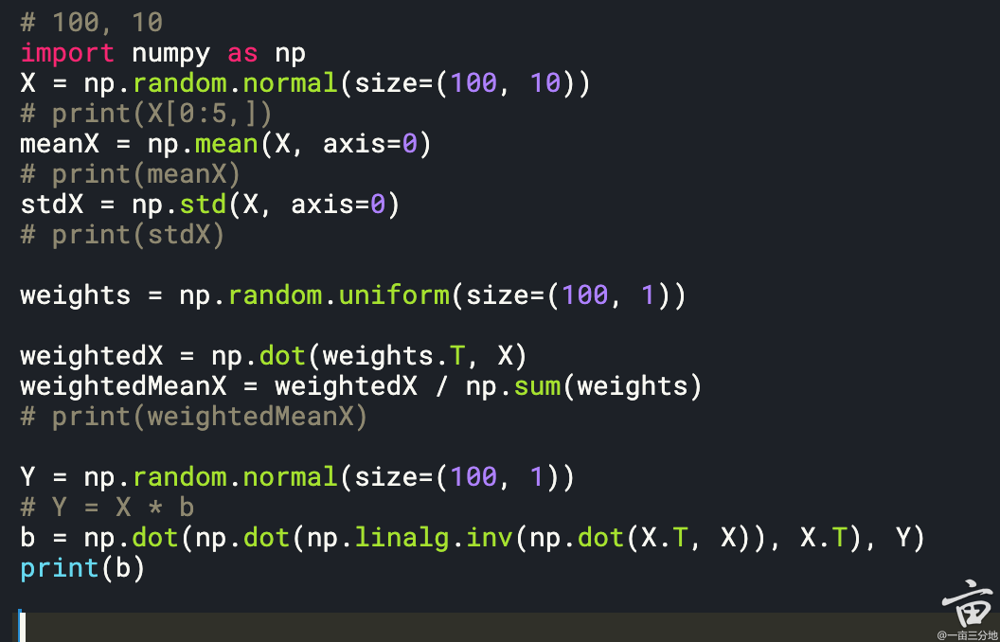 # 100, 10
import numpy as np
X = np.random.normal(size=(100, 10))
# print(X[0:5,])
meanX = np.mean(X, axis=0)
# print(meanX)
stdX = np.std(X, axis=0)
# print(stdX)
weights = np.random.uniform(size=(100, 1))
weightedX = np.dot(weights.T, X)
weightedMeanX = weightedX / np.sum(weights)
# print(weightedMeanX)
Y = np.random.normal(size=(100, 1))
# Y = X * b
b = np.dot(np.dot(np.linalg.inv(np.dot(X.T, X)), X.T), Y)
print(b)
亩
@一亩三分地